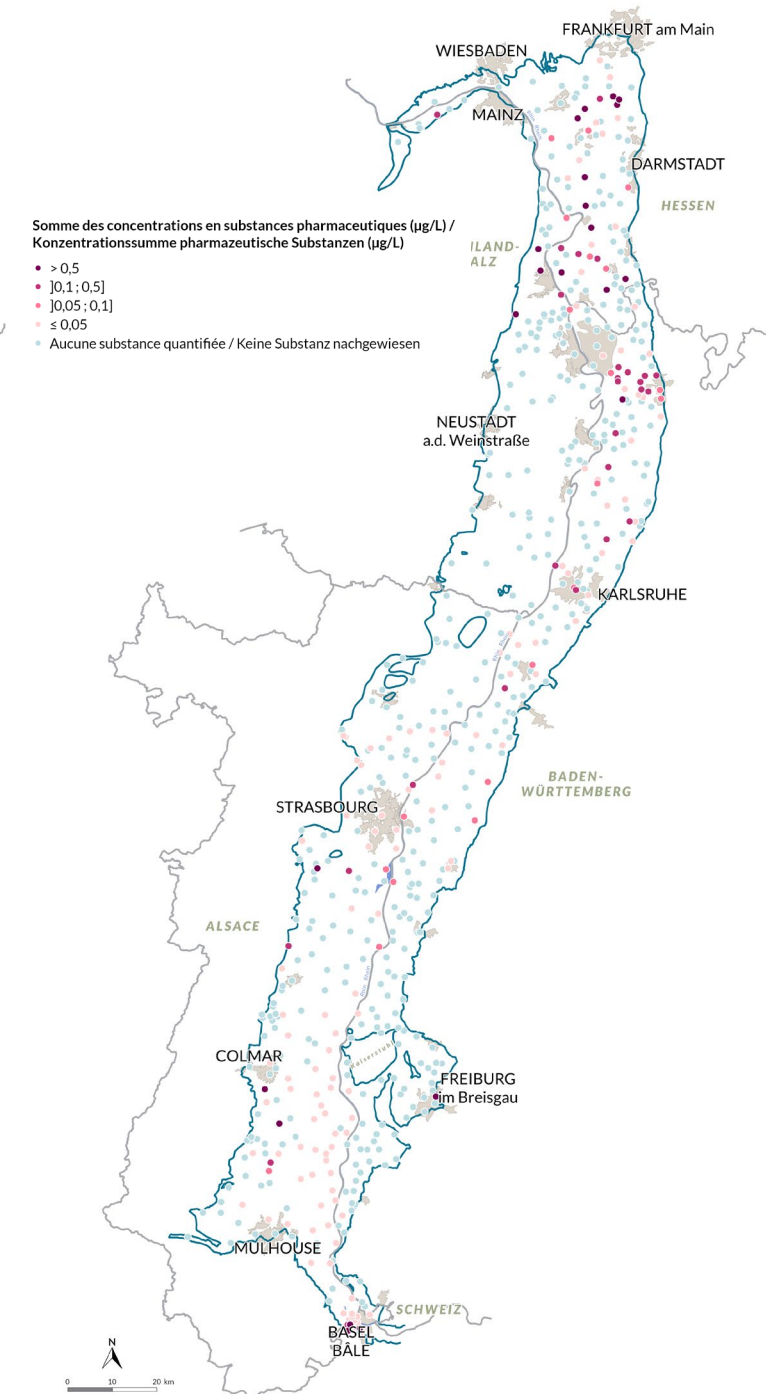 FRANKFURT am Main
WIESBADEN
MAINZ
DARMSTADT
HESSEN
Somme des concentrations en substances pharmaceutiques (µg/L) /
Konzentrationssumme pharmazeutische Substanzen (µg/L)
> 0,5
]0,1 ; 0,5]
]0,05 ; 0,1]
≤ 0,05
Aucune substance quantifiée / Keine Substanz nachgewiesen
NEUSTADT
a.d. Weinstraße
KARLSRUHE
BADEN-
WÜRTTEMBERG
STRASBOURG
ALSACE
Kaiserstuhl
COLMAR
FREIBURG
im Breisgau
MULHOUSE
SCHWEIZ
BASEL
BÂLE
N
0 10 20 km